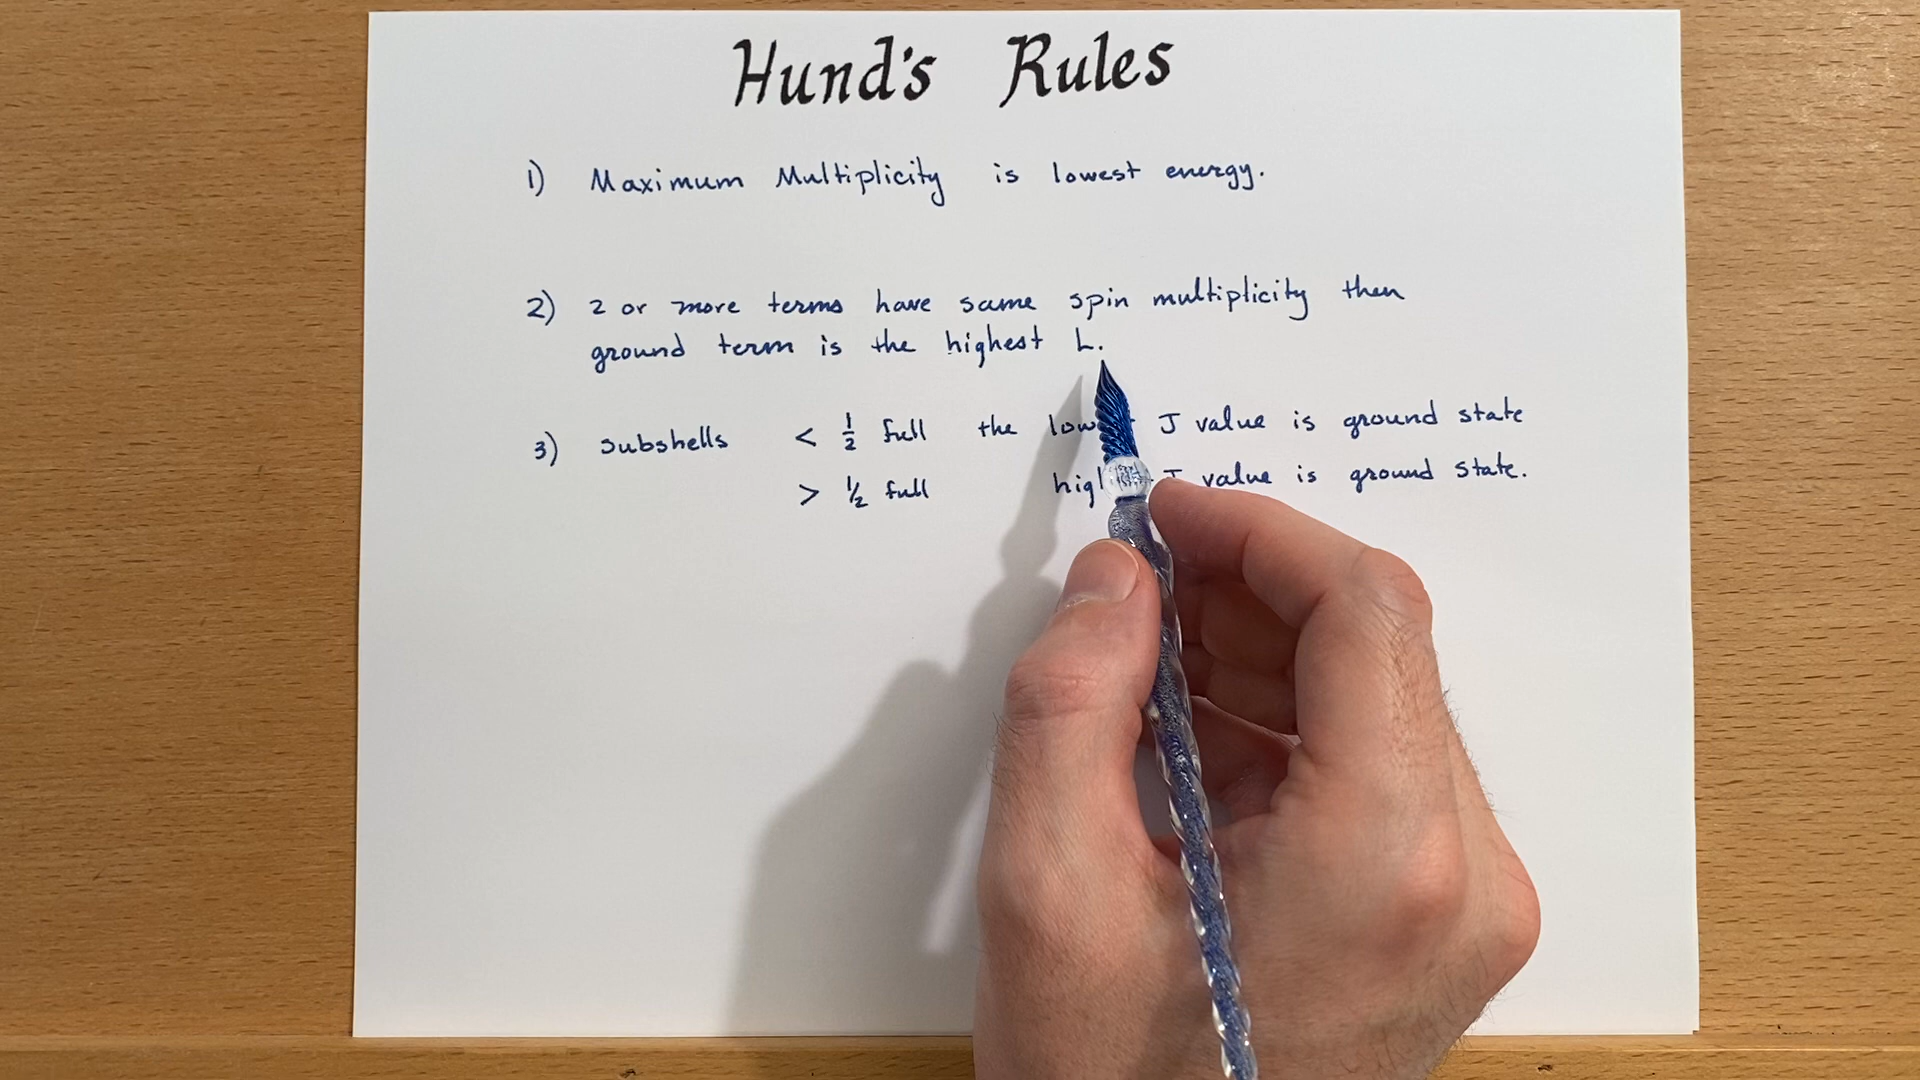 Hund's Rules
1) Maximum Multiplicity is lowest energy.
2) 2 or more terms have same spin multiplicity then
ground term is the highest L.
3) subshells < 1/2 full the J value is ground state
> 1/2 full J value is ground state.